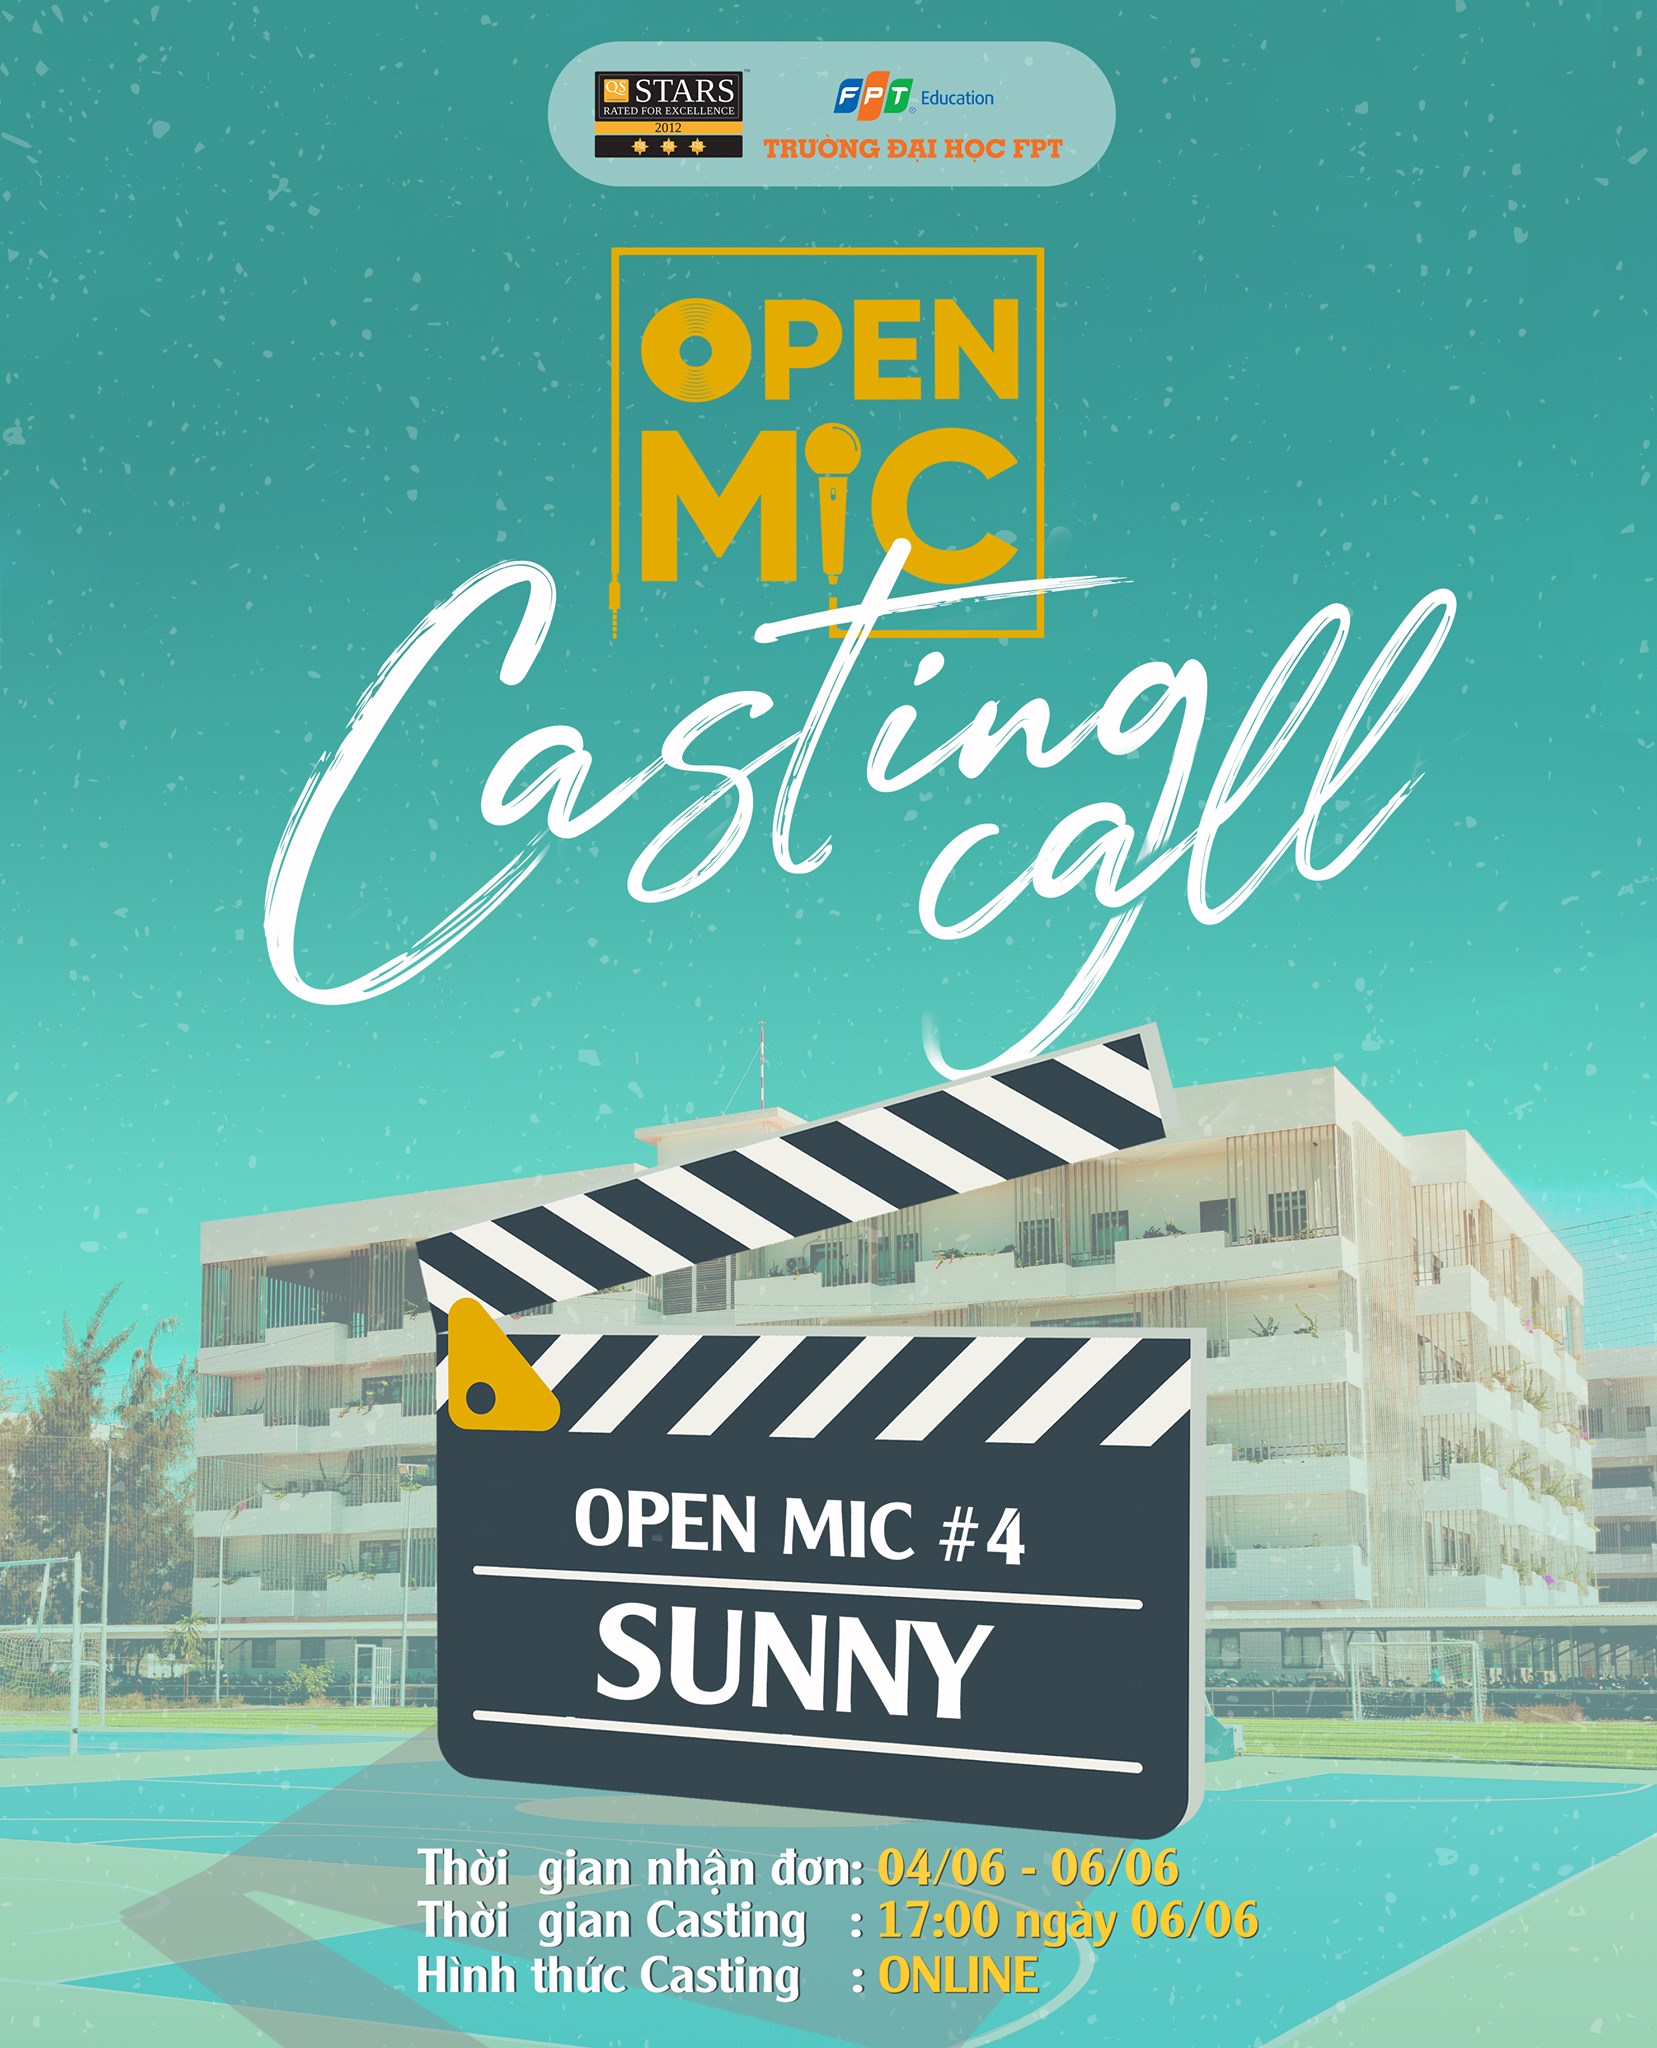 QS STARS™
RATED FOR EXCELLENCE
2012
FPT® Education
TRƯỜNG ĐẠI HỌC FPT
OPEN
MIC
Casting
call
OPEN MIC #4
SUNNY
Thời gian nhận đơn: 04/06 - 06/06
Thời gian Casting : 17:00 ngày 06/06
Hình thức Casting : ONLINE